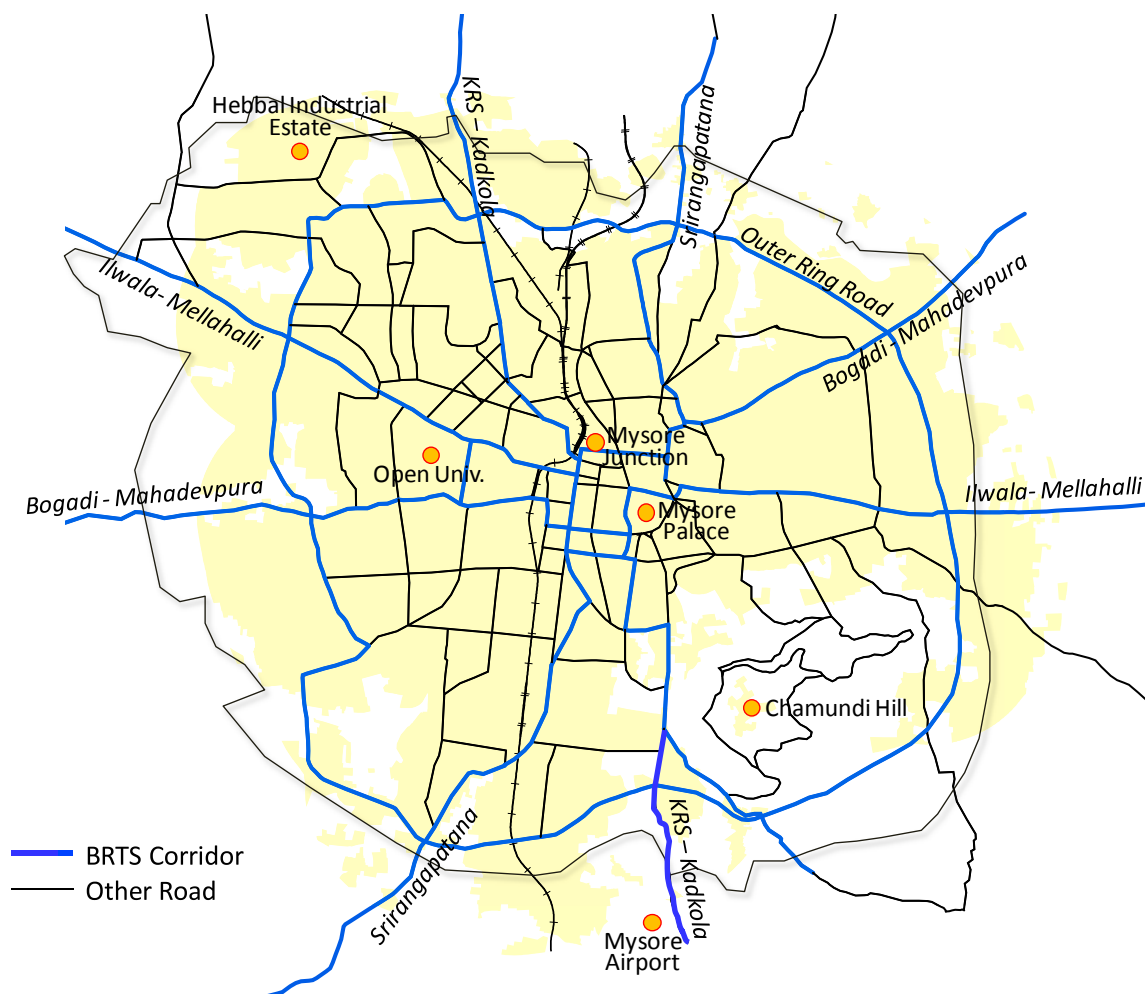 Hebbal Industrial
Estate
KRS – Kadkola
Srirangapatana
Outer Ring Road
Bogadi - Mahadevpura
Ilwala- Mellahalli
Mysore
Junction
Open Univ.
Bogadi - Mahadevpura
Ilwala- Mellahalli
Mysore
Palace
Chamundi Hill
KRS – Kadkola
Srirangapatana
BRTS Corridor
Other Road
Mysore
Airport